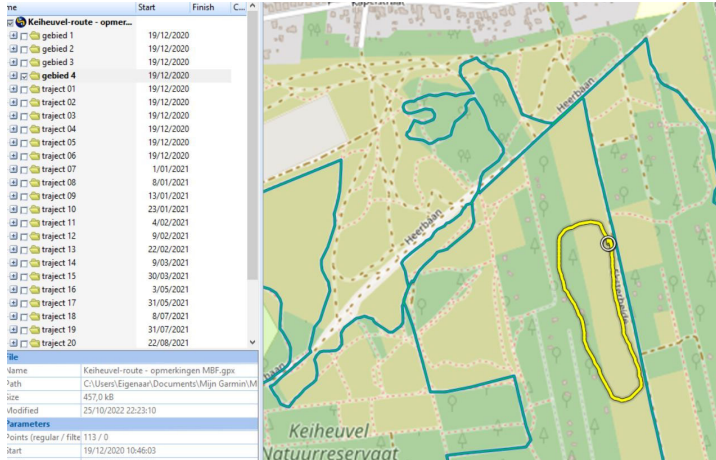 me Start Finish C...
Keiheuvel-route - opmer...
gebied 1 19/12/2020
gebied 2 19/12/2020
gebied 3 19/12/2020
gebied 4 19/12/2020
traject 01 19/12/2020
traject 02 19/12/2020
traject 03 19/12/2020
traject 04 19/12/2020
traject 05 19/12/2020
traject 06 19/12/2020
traject 07 1/01/2021
traject 08 8/01/2021
traject 09 13/01/2021
traject 10 23/01/2021
traject 11 4/02/2021
traject 12 9/02/2021
traject 13 22/02/2021
traject 14 9/03/2021
traject 15 30/03/2021
traject 16 3/05/2021
traject 17 31/05/2021
traject 18 8/07/2021
traject 19 31/07/2021
traject 20 22/08/2021
File
Name Keiheuvel-route - opmerkingen MBF.gpx
Path C:\Users\Eigenaar\Documents\Mijn Garmin\M
Size 457,0 kB
Modified 25/10/2022 22:23:10
Parameters
Points (regular / filte 113 / 0
Start 19/12/2020 10:46:03
Heerbaan
Heerbaan
baan
Keiheuvel
Natuurreservaat